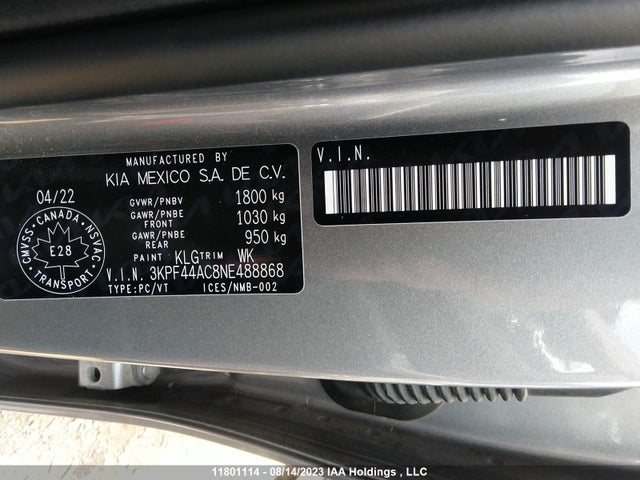 MANUFACTURED BY
KIA MEXICO S.A. DE C.V.
04/22
GVWR/PNBV 1800 kg
GAWR/PNBE FRONT 1030 kg
GAWR/PNBE REAR 950 kg
PAINT KLG TRIM WK
V.I.N. 3KPF44AC8NE488868
TYPE:PC/VT ICES/NMB-002
CMVSS · CANADA · NSVAC
E28
TRANSPORT
V.I.N.
11801114 - 08/14/2023 IAA Holdings , LLC